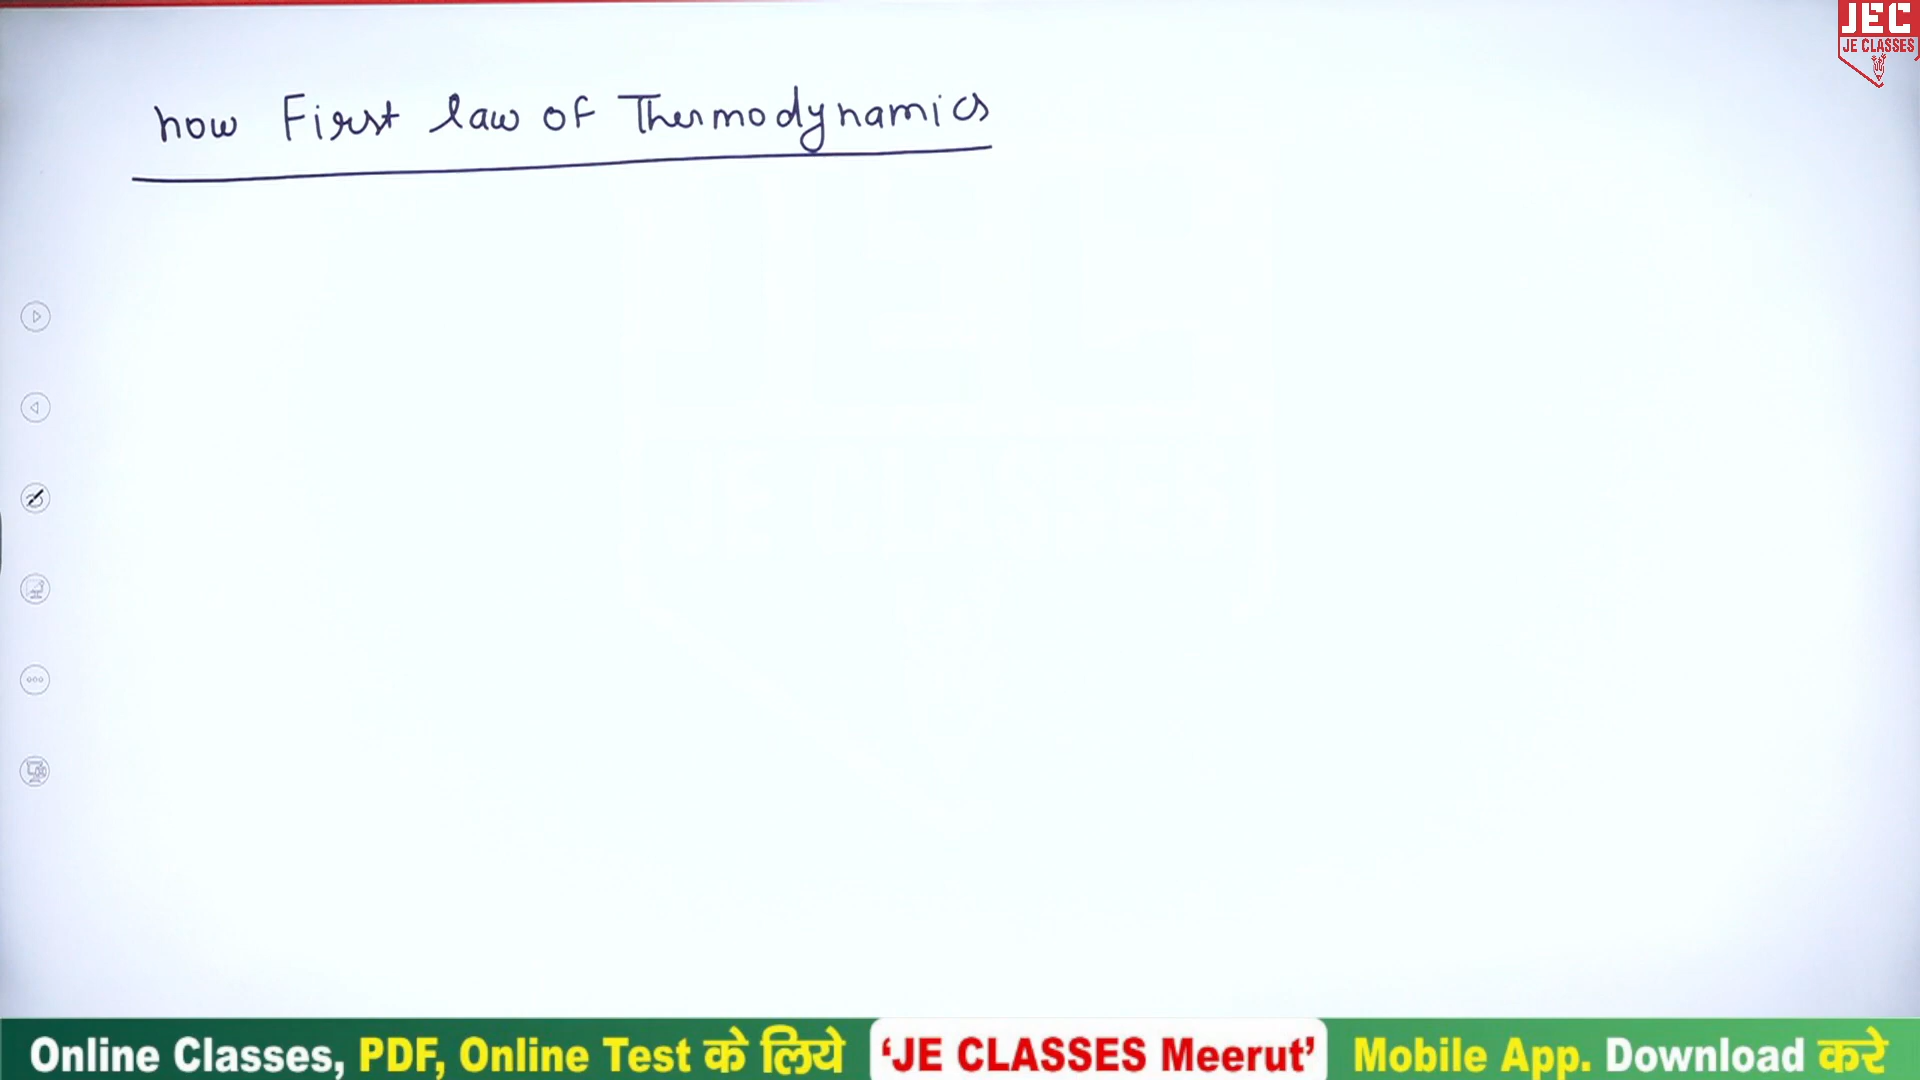 JEC
JE CLASSES
how First law of Thermodynamics
Online Classes, PDF, Online Test के लिये 'JE CLASSES Meerut' Mobile App. Download करे